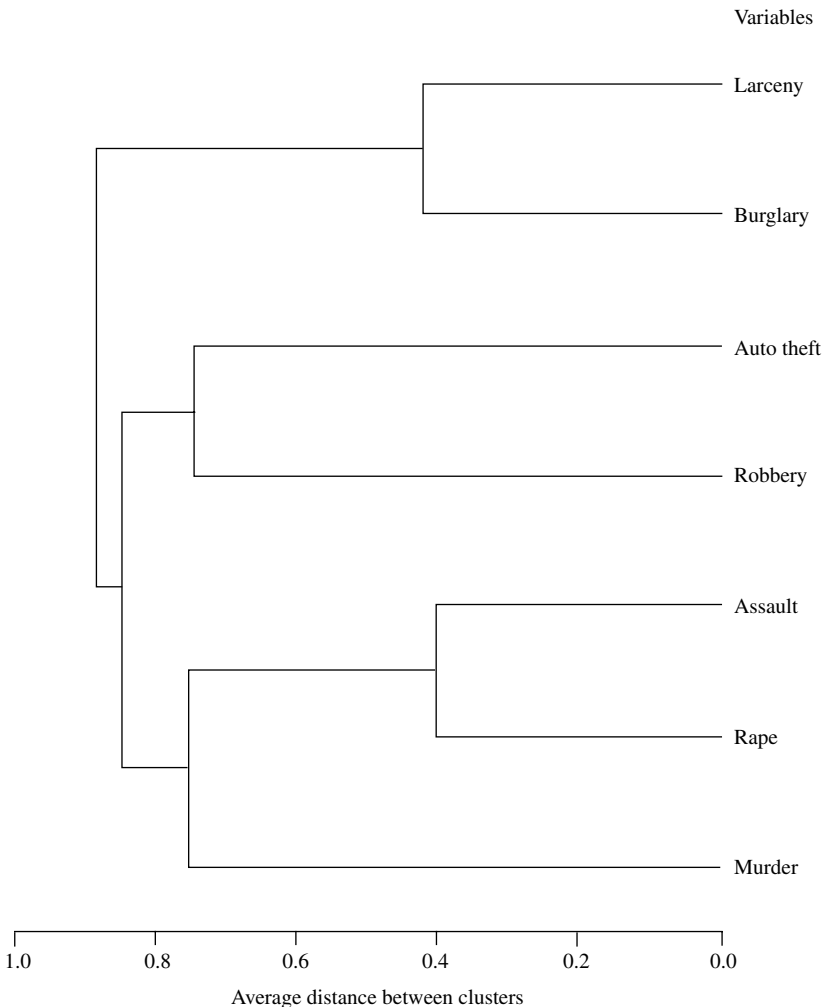 Variables
Larceny
Burglary
Auto theft
Robbery
Assault
Rape
Murder
1.0 0.8 0.6 0.4 0.2 0.0
Average distance between clusters